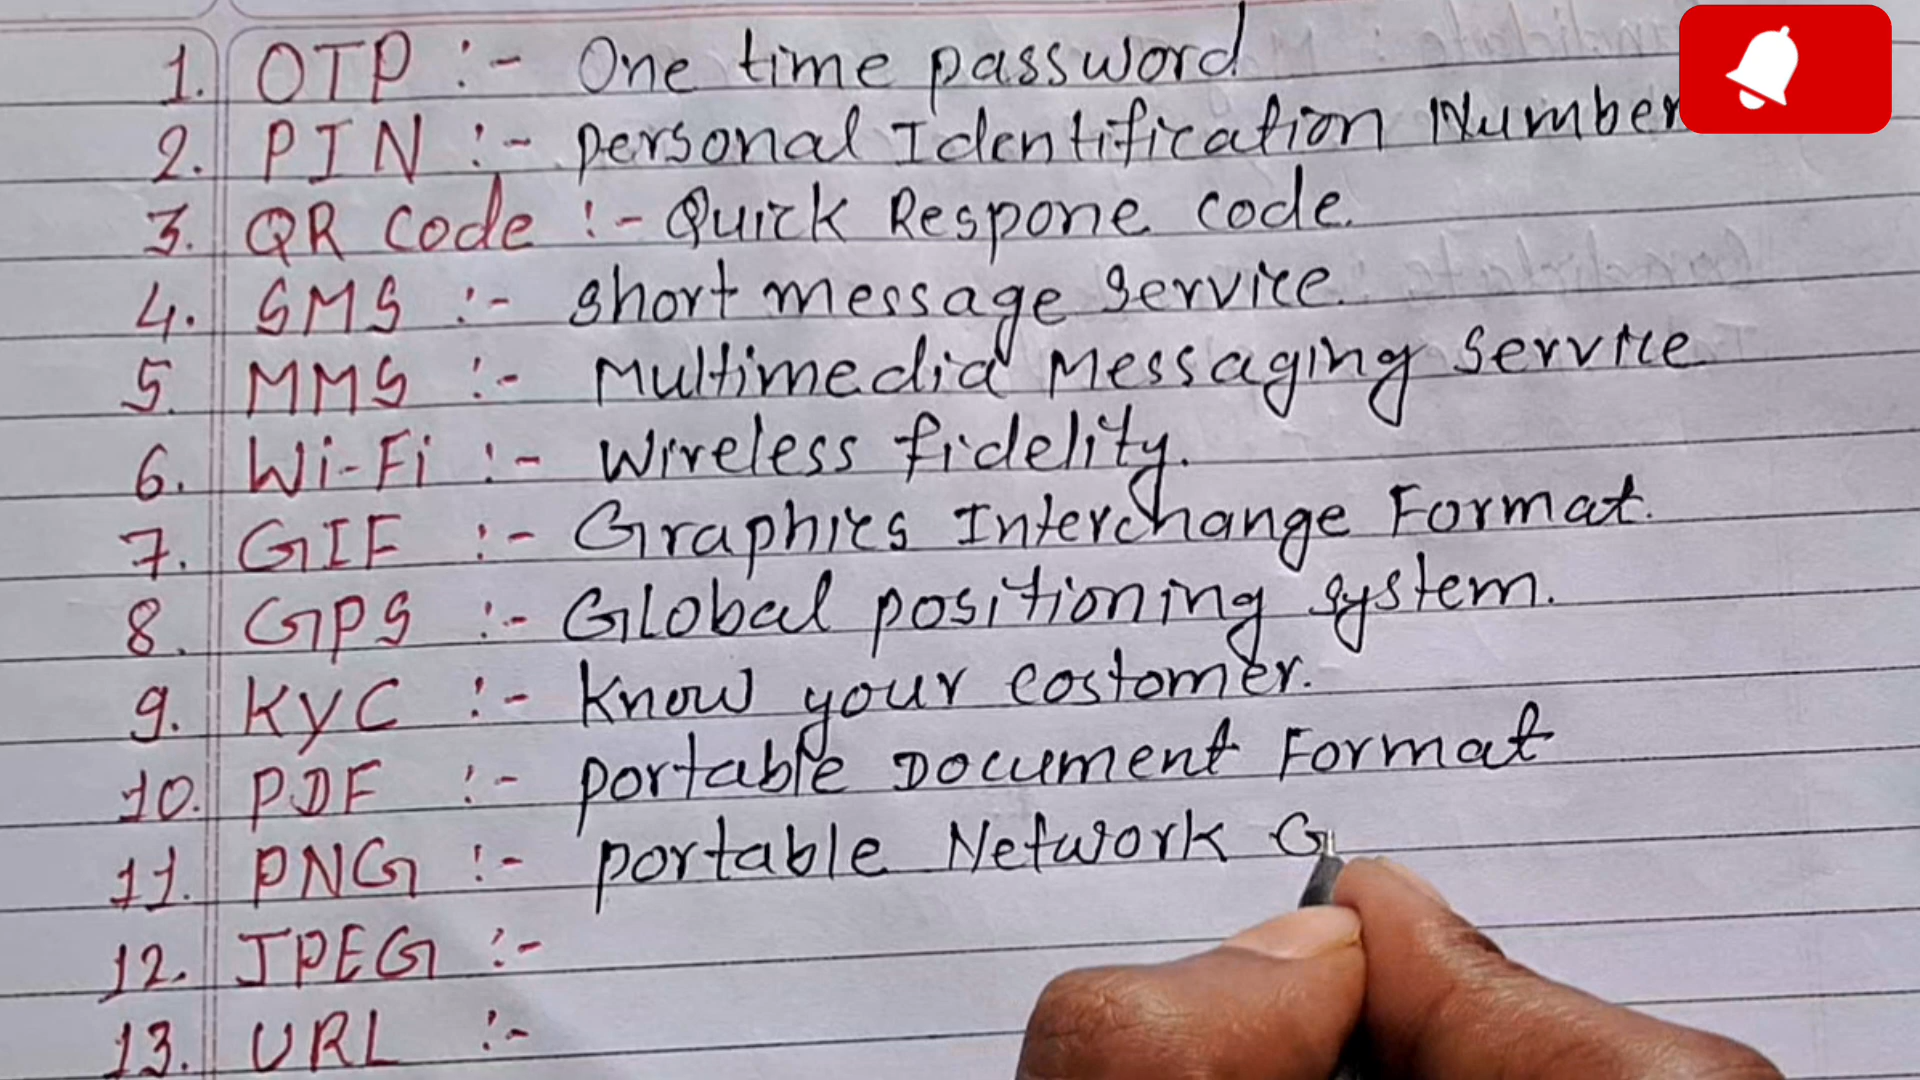 1. OTP :- One time password
2. PIN :- personal Identification Number
3. QR code :- Quick Respone code.
4. SMS :- short message service.
5. MMS :- Multimedia Messaging Service
6. Wi-Fi :- Wireless fidelity.
7. GIF :- Graphics Interchange Format.
8. GPS :- Global positioning system.
9. KYC :- Know your costomer.
10. PDF :- portable Document Format
11. PNG :- portable Network G
12. JPEG :-
13. URL :-